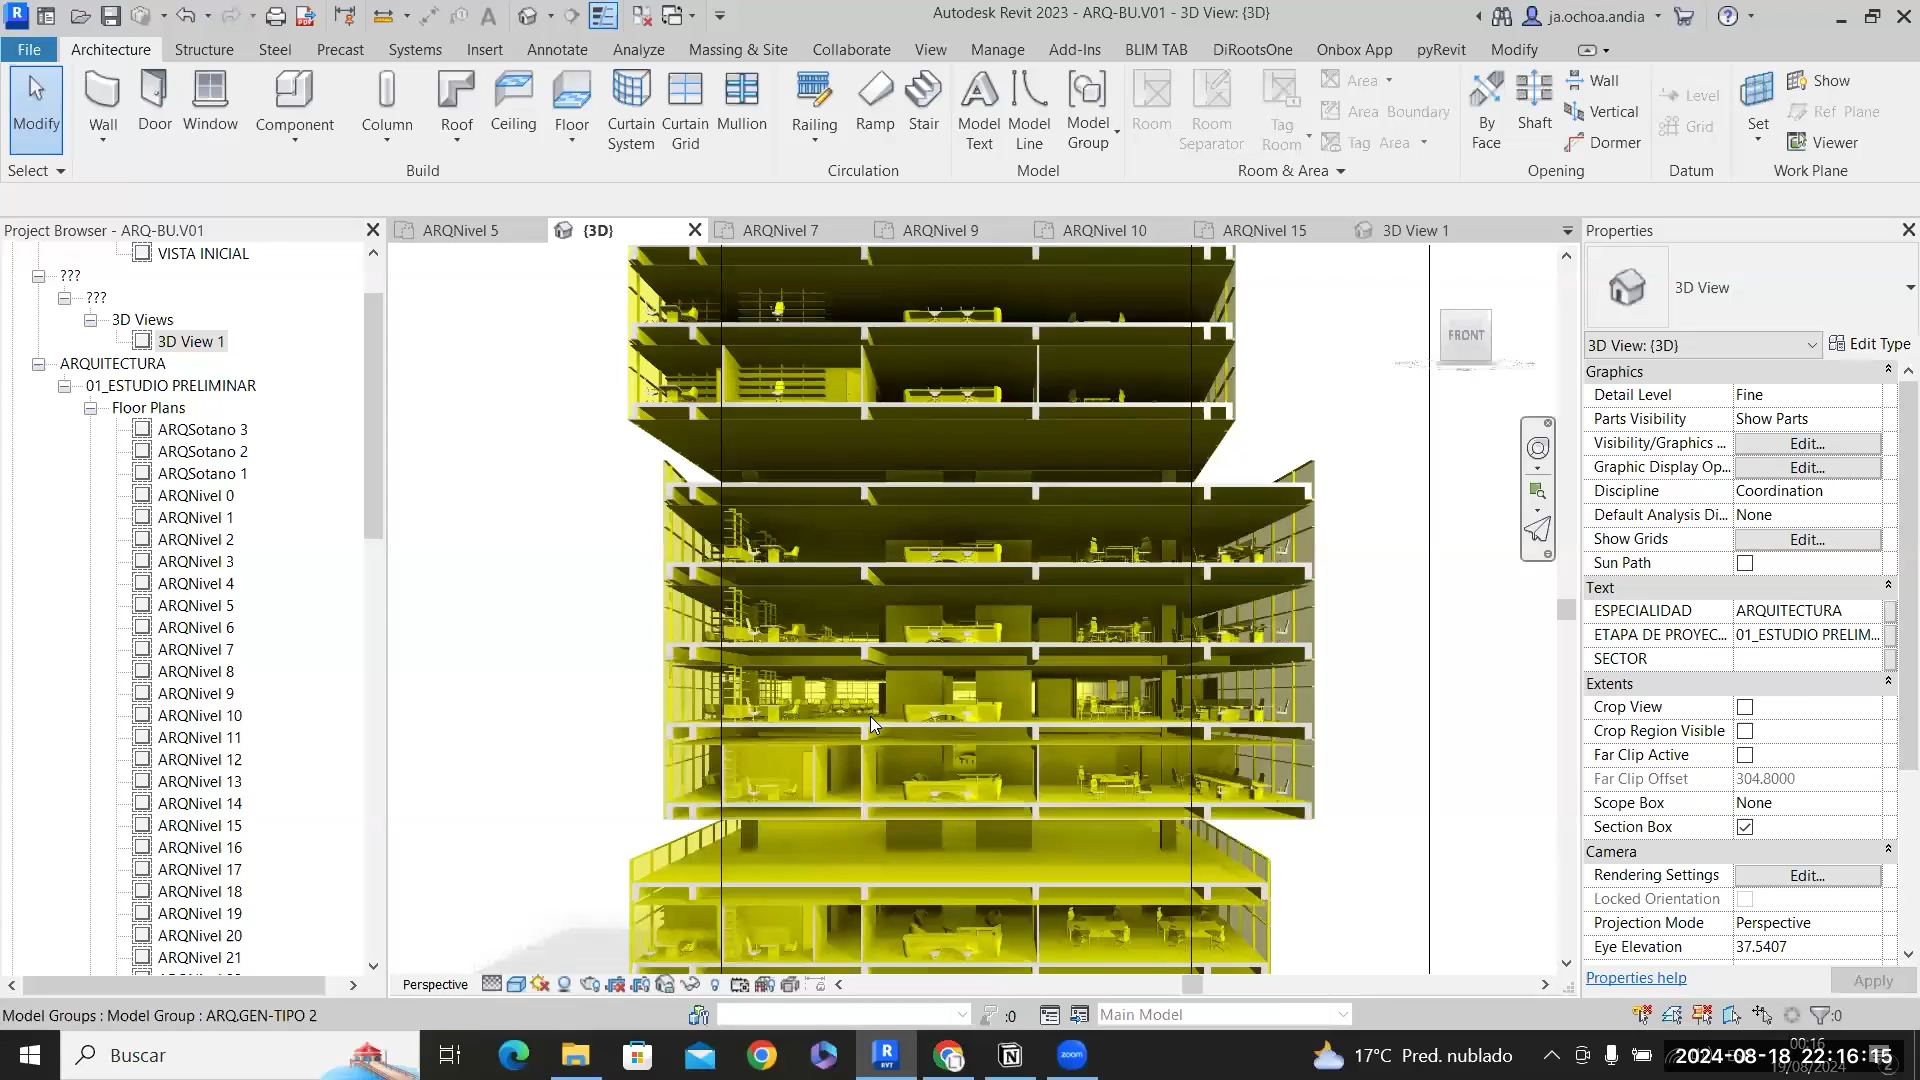 Autodesk Revit 2023 - ARQ-BU.V01 - 3D View: {3D}
ja.ochoa.andia
File Architecture Structure Steel Precast Systems Insert Annotate Analyze Massing & Site Collaborate View Manage Add-Ins BLIM TAB DiRootsOne Onbox App pyRevit Modify
Modify Wall Door Window Component Column Roof Ceiling Floor Curtain System Curtain Grid Mullion Railing Ramp Stair Model Text Model Line Model Group Room Room Separator Tag Room Area Area Boundary Tag Area By Face Shaft Wall Vertical Dormer Level Grid Set Show Ref Plane Viewer
Select Build Circulation Model Room & Area Opening Datum Work Plane
Project Browser - ARQ-BU.V01
ARQNivel 5 {3D} ARQNivel 7 ARQNivel 9 ARQNivel 10 ARQNivel 15 3D View 1
VISTA INICIAL
???
???
3D Views
3D View 1
ARQUITECTURA
01_ESTUDIO PRELIMINAR
Floor Plans
ARQSotano 3
ARQSotano 2
ARQSotano 1
ARQNivel 0
ARQNivel 1
ARQNivel 2
ARQNivel 3
ARQNivel 4
ARQNivel 5
ARQNivel 6
ARQNivel 7
ARQNivel 8
ARQNivel 9
ARQNivel 10
ARQNivel 11
ARQNivel 12
ARQNivel 13
ARQNivel 14
ARQNivel 15
ARQNivel 16
ARQNivel 17
ARQNivel 18
ARQNivel 19
ARQNivel 20
ARQNivel 21
FRONT
Properties
3D View
3D View: {3D} Edit Type
Graphics
Detail Level Fine
Parts Visibility Show Parts
Visibility/Graphics ... Edit...
Graphic Display Op... Edit...
Discipline Coordination
Default Analysis Di... None
Show Grids Edit...
Sun Path
Text
ESPECIALIDAD ARQUITECTURA
ETAPA DE PROYEC... 01_ESTUDIO PRELIM...
SECTOR
Extents
Crop View
Crop Region Visible
Far Clip Active
Far Clip Offset 304.8000
Scope Box None
Section Box
Camera
Rendering Settings Edit...
Locked Orientation
Projection Mode Perspective
Eye Elevation 37.5407
Properties help Apply
Perspective
Model Groups : Model Group : ARQ.GEN-TIPO 2
:0
Main Model
:0
Buscar
zoom
17°C Pred. nublado
00:16
2024-08-18 22:16:15
19/08/2024